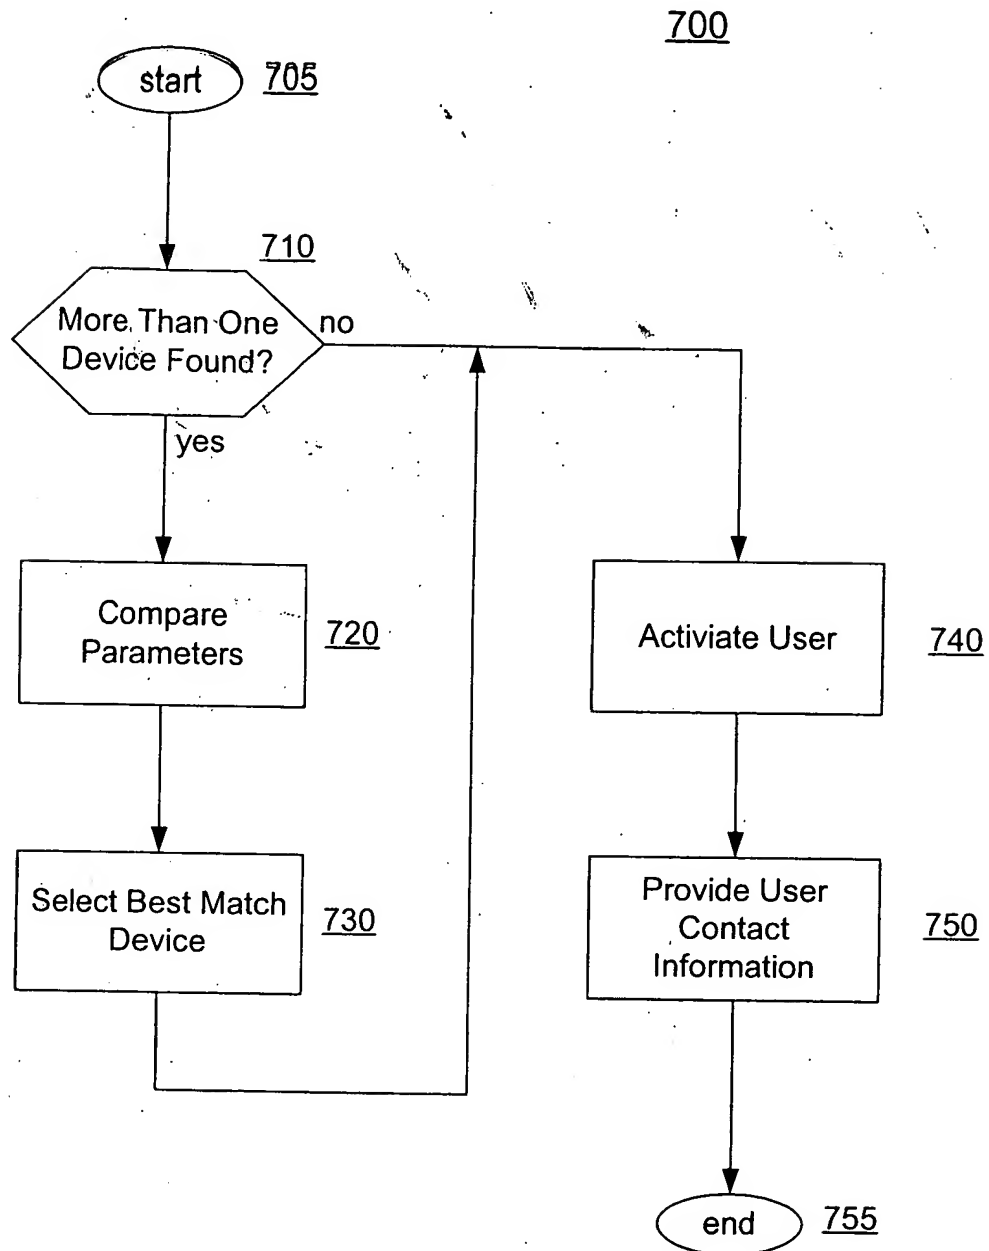 700
start
705
710
More Than One
Device Found?
no
yes
Compare
Parameters
720
Activiate User
740
Select Best Match
Device
730
Provide User
Contact
Information
750
end
755